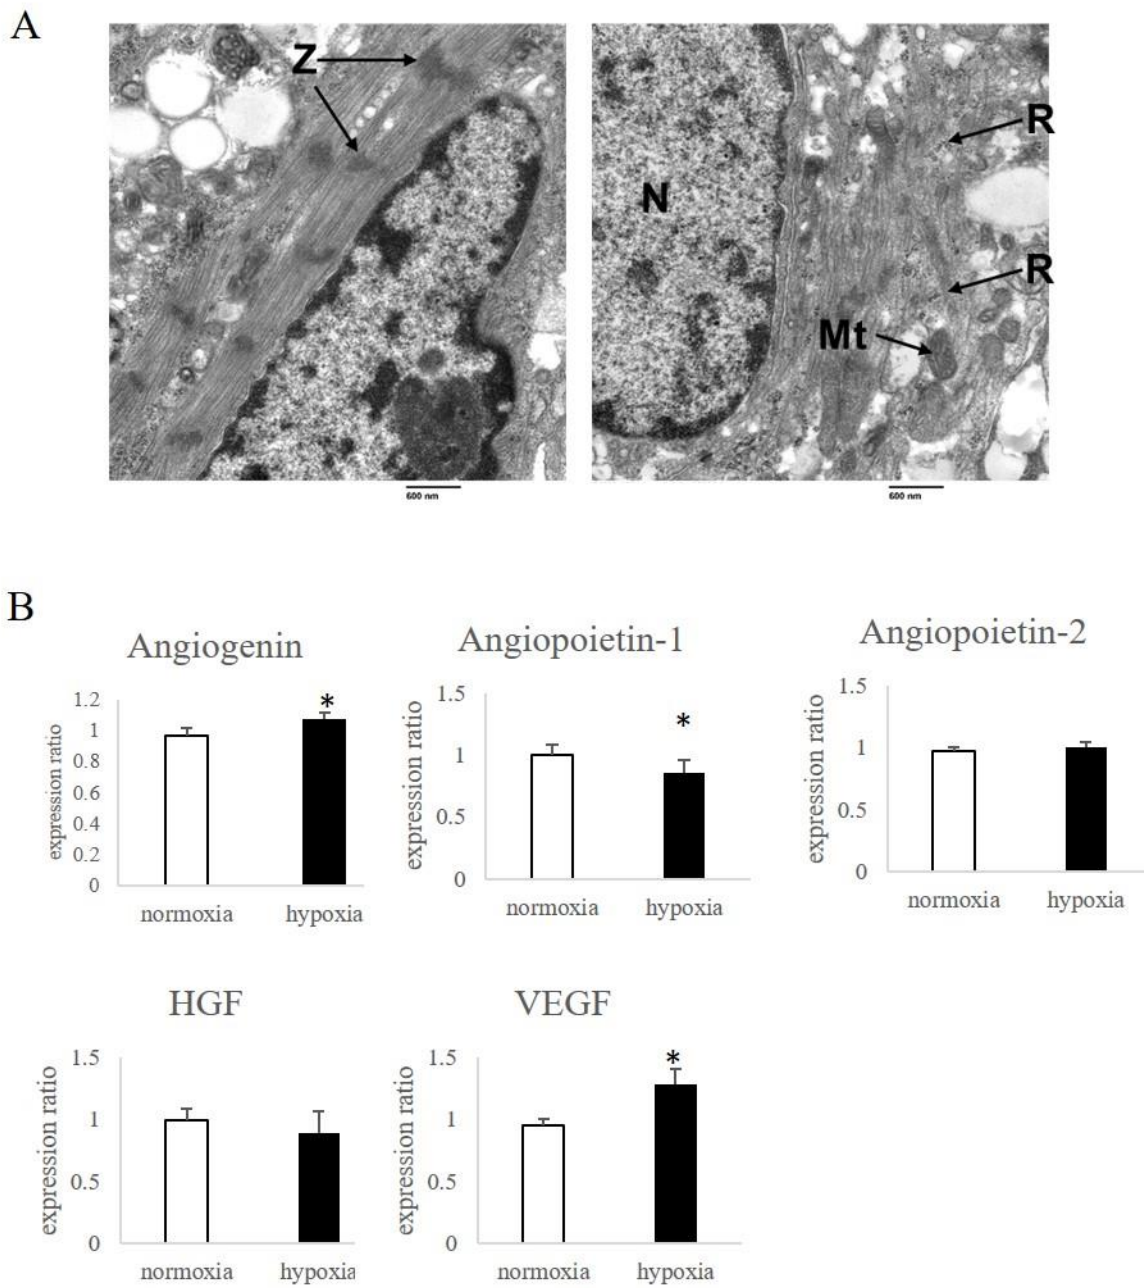 A
Z
R
N
R
Mt
600 nm
600 nm
B
Angiogenin
expression ratio
1.2
1
0.8
0.6
0.4
0.2
0
normoxia hypoxia
*
Angiopoietin-1
expression ratio
1.5
1
0.5
0
normoxia hypoxia
*
Angiopoietin-2
expression ratio
1.5
1
0.5
0
normoxia hypoxia
HGF
expression ratio
1.5
1
0.5
0
normoxia hypoxia
VEGF
expression ratio
1.5
1
0.5
0
normoxia hypoxia
*